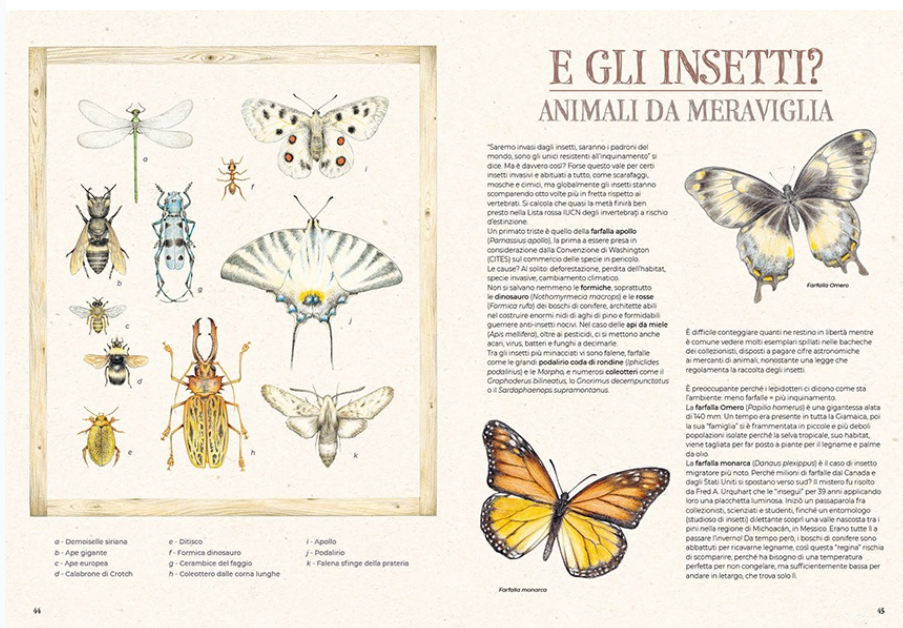 a
b
c
d
e
f
g
h
i
j
k
a - Demoiselle siriana
b - Ape gigante
c - Ape europea
d - Calabrone di Crotch
e - Ditisco
f - Formica dinosauro
g - Cerambice del faggio
h - Coleottero dalle corna lunghe
i - Apollo
j - Podalirio
k - Falena sfinge della prateria
44
E GLI INSETTI?
ANIMALI DA MERAVIGLIA
"Saremo invasi dagli insetti, saranno i padroni del
mondo, sono gli unici resistenti all'inquinamento" si
dice. Ma è davvero così? Forse questo vale per certi
insetti invasivi e abituati a tutto, come scarafaggi,
mosche e cimici, ma globalmente gli insetti stanno
scomparendo otto volte più in fretta rispetto ai
vertebrati. Si calcola che quasi la metà finirà ben
presto nella Lista rossa IUCN degli invertebrati a rischio
d'estinzione.
Un primato triste è quello della farfalla apollo
(Parnassius apollo), la prima a essere presa in
considerazione dalla Convenzione di Washington
(CITES) sul commercio delle specie in pericolo.
Le cause? Al solito: deforestazione, perdita dell'habitat,
specie invasive, cambiamento climatico.
Non si salvano nemmeno le formiche, soprattutto
le dinosauro (Nothomyrmecia macrops) e le rosse
(Formica rufa) dei boschi di conifere, architette abili
nel costruire enormi nidi di aghi di pino e formidabili
guerriere anti-insetti nocivi. Nel caso delle api da miele
(Apis mellifera), oltre ai pesticidi, ci si mettono anche
acari, virus, batteri e funghi a decimarle.
Tra gli insetti più minacciati vi sono falene, farfalle
come le grandi podalirio coda di rondine (Iphiclides
podalirius) e le Morpho, e numerosi coleotteri come il
Graphoderus bilineatus, lo Gnorimus decempunctatus
o il Sardaphaenops supramontanus.
Farfalla Omero
È difficile conteggiare quanti ne restino in libertà mentre
è comune vedere molti esemplari spillati nelle bacheche
dei collezionisti, disposti a pagare cifre astronomiche
ai mercanti di animali, nonostante una legge che
regolamenta la raccolta degli insetti.
È preoccupante perché i lepidotteri ci dicono come sta
l'ambiente: meno farfalle = più inquinamento.
La farfalla Omero (Papilio homerus) è una gigantessa alata
di 140 mm. Un tempo era presente in tutta la Giamaica, poi
la sua "famiglia" si è frammentata in piccole e più deboli
popolazioni isolate perché la selva tropicale, suo habitat,
viene tagliata per far posto a piante per il legname e palme
da olio.
La farfalla monarca (Danaus plexippus) è il caso di insetto
migratore più noto. Perché milioni di farfalle dal Canada e
dagli Stati Uniti si spostano verso sud? Il mistero fu risolto
da Fred A. Urquhart che le "inseguì" per 39 anni applicando
loro una placchetta luminosa. Iniziò un passaparola fra
collezionisti, scienziati e studenti, finché un entomologo
(studioso di insetti) dilettante scoprì una valle nascosta tra i
pini nella regione di Michoacán, in Messico. Erano tutte lì a
passare l'inverno! Da tempo però, i boschi di conifere sono
abbattuti per ricavarne legname, così questa "regina" rischia
di scomparire, perché ha bisogno di una temperatura
perfetta per non congelare, ma sufficientemente bassa per
andare in letargo, che trova solo lì.
Farfalla monarca
45